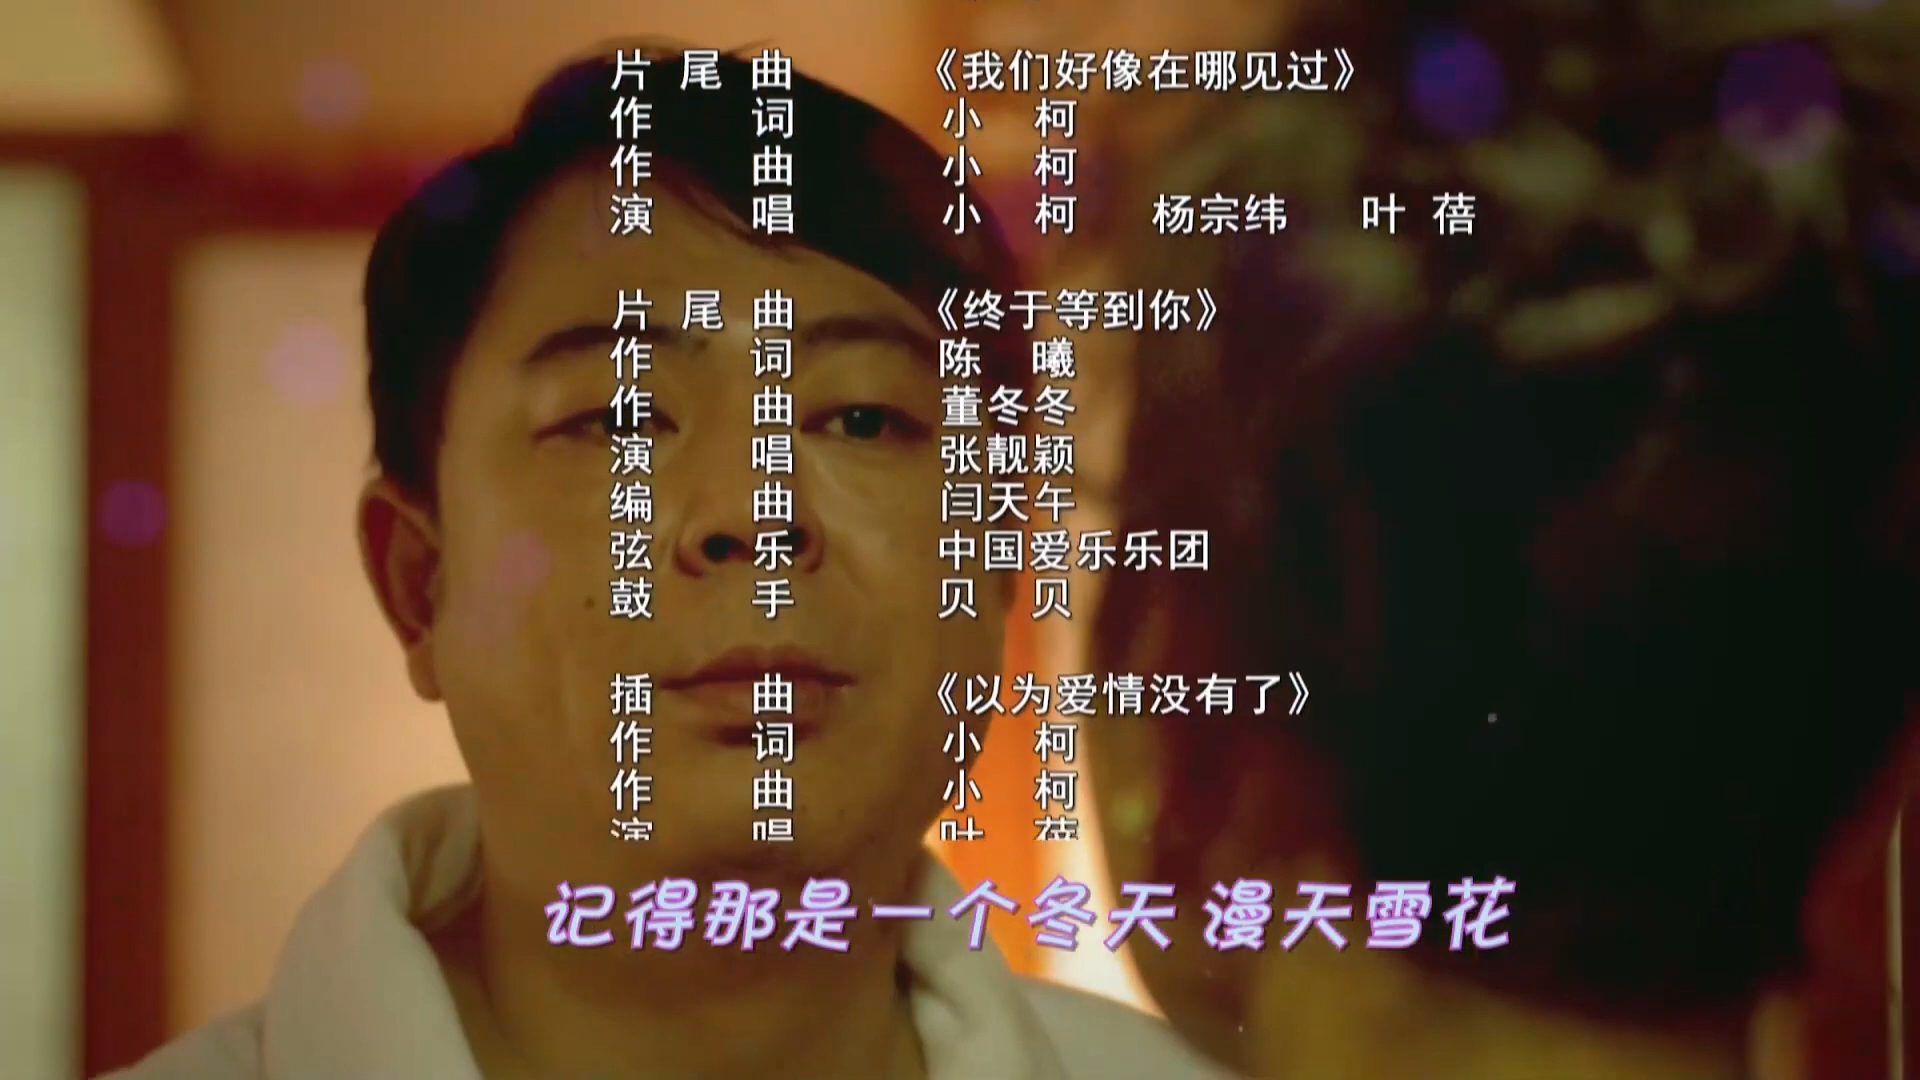 片尾曲 《我们好像在哪见过》
作词 小柯
作曲 小柯
演唱 小柯 杨宗纬 叶蓓
片尾曲 《终于等到你》
作词 陈曦
作曲 董冬冬
演唱 张靓颖
编曲 闫天午
弦乐 中国爱乐乐团
鼓手 贝贝
插曲 《以为爱情没有了》
作词 小柯
作曲 小柯
演唱 叶蓓
记得那是一个冬天 漫天雪花